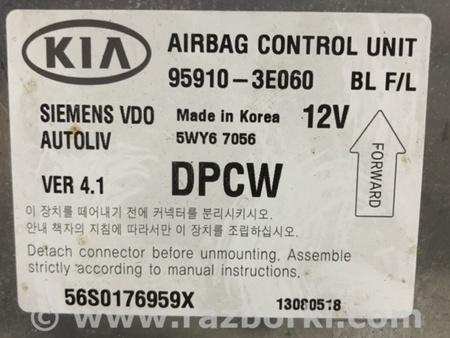 KIA AIRBAG CONTROL UNIT
95910-3E060 BL F/L
SIEMENS VDO Made in Korea 12V
AUTOLIV 5WY6 7056
VER 4.1 DPCW
FORWARD
이 장치를 떼어내기 전에 커넥터를 분리시키시오.
안내 책자의 지침에 따라서만 이 장치를 조립하십시오.
Detach connector before unmounting. Assemble
strictly according to manual instructions.
56S0176959X 13080518
www.razborki.com